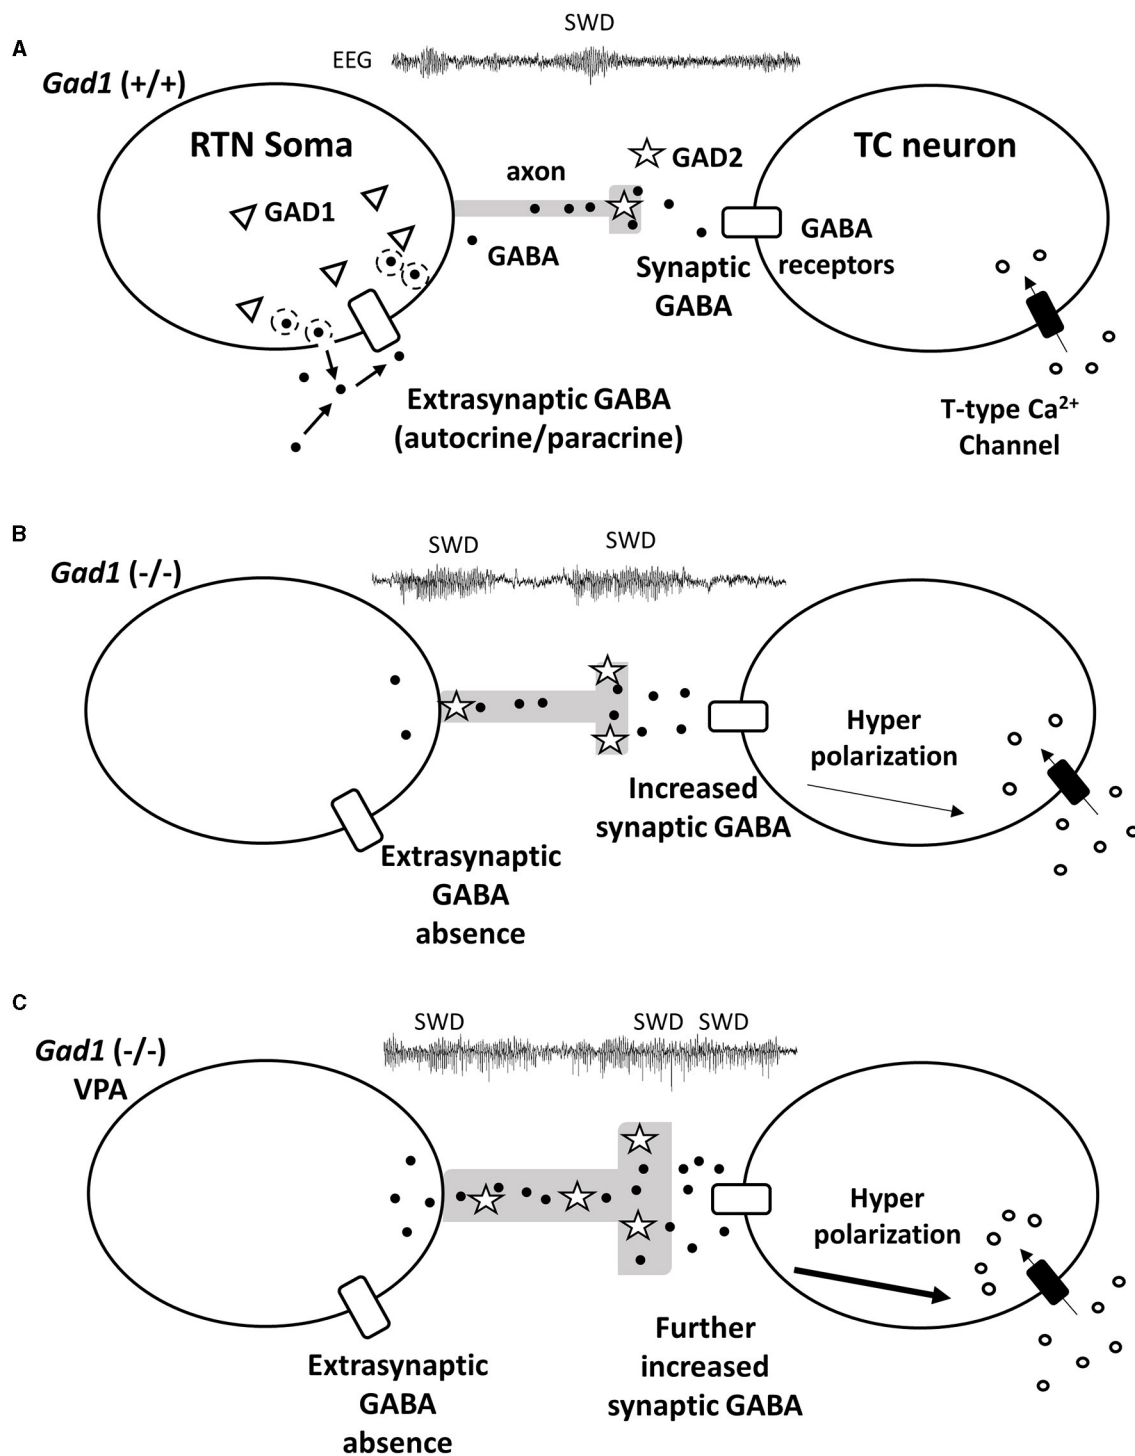 A
SWD
EEG
Gad1 (+/+)
RTN Soma
TC neuron
GAD2
axon
GAD1
GABA
GABA
receptors
Synaptic
GABA
Extrasynaptic GABA
(autocrine/paracrine)
T-type Ca²⁺
Channel
B
SWD
SWD
Gad1 (-/-)
Hyper
polarization
Increased
synaptic GABA
Extrasynaptic
GABA
absence
C
SWD
SWD
SWD
Gad1 (-/-)
VPA
Hyper
polarization
Further
increased
synaptic GABA
Extrasynaptic
GABA
absence